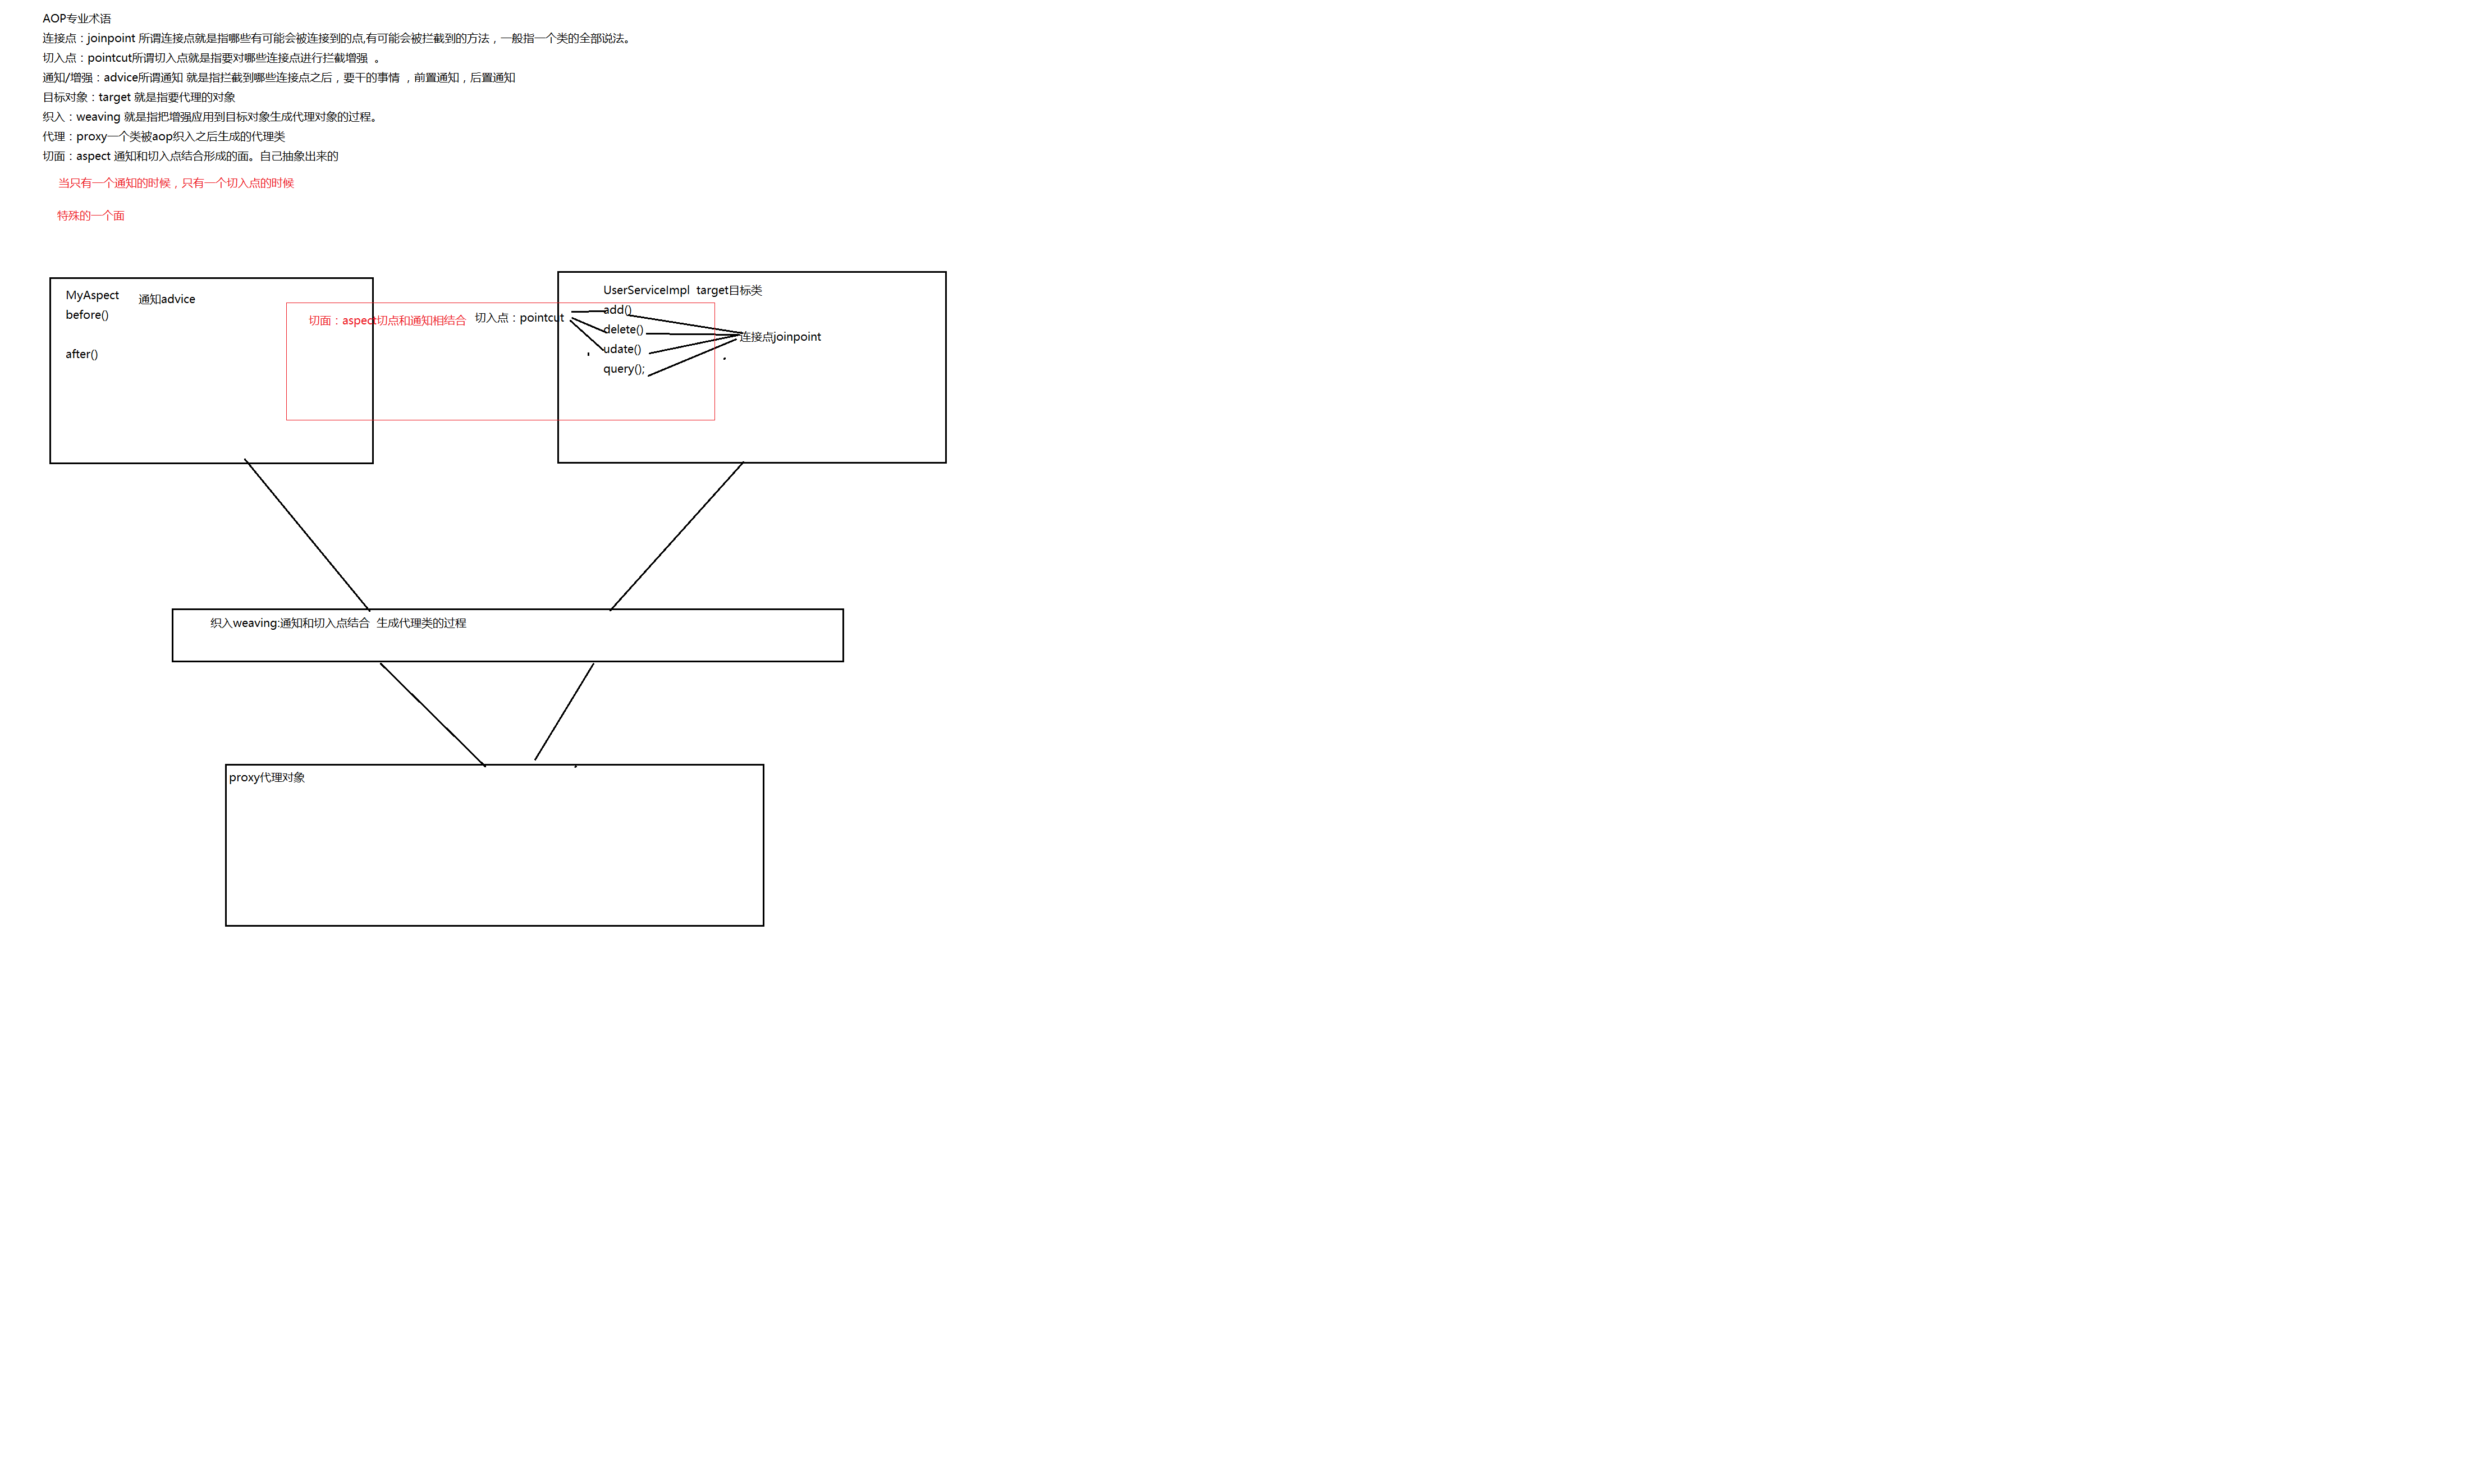 AOP专业术语
连接点：joinpoint 所谓连接点就是指哪些有可能会被连接到的点,有可能会被拦截到的方法，一般指一个类的全部说法。
切入点：pointcut所谓切入点就是指要对哪些连接点进行拦截增强 。
通知/增强：advice所谓通知 就是指拦截到哪些连接点之后，要干的事情 ，前置通知，后置通知
目标对象：target 就是指要代理的对象
织入：weaving 就是指把增强应用到目标对象生成代理对象的过程。
代理：proxy一个类被aop织入之后生成的代理类
切面：aspect 通知和切入点结合形成的面。自己抽象出来的
当只有一个通知的时候，只有一个切入点的时候
特殊的一个面
MyAspect
通知advice
before()
after()
切面：aspect切点和通知相结合
切入点：pointcut
UserServiceImpl target目标类
add()
delete()
udate()
query();
连接点joinpoint
织入weaving:通知和切入点结合 生成代理类的过程
proxy代理对象